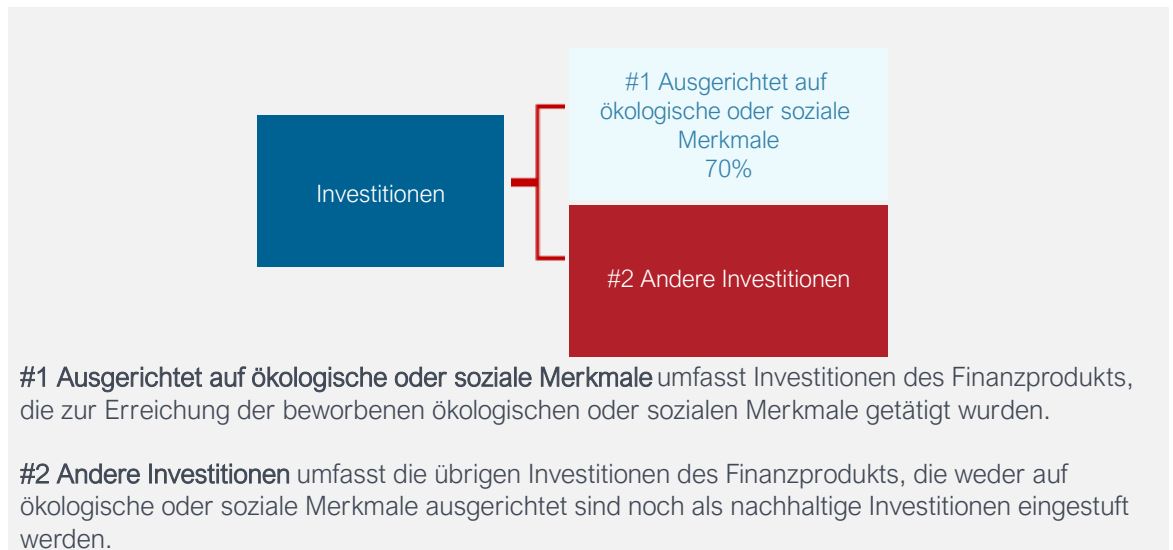 #1 Ausgerichtet auf
ökologische oder soziale
Merkmale
70%
Investitionen
#2 Andere Investitionen
#1 Ausgerichtet auf ökologische oder soziale Merkmale umfasst Investitionen des Finanzprodukts,
die zur Erreichung der beworbenen ökologischen oder sozialen Merkmale getätigt wurden.
#2 Andere Investitionen umfasst die übrigen Investitionen des Finanzprodukts, die weder auf
ökologische oder soziale Merkmale ausgerichtet sind noch als nachhaltige Investitionen eingestuft
werden.